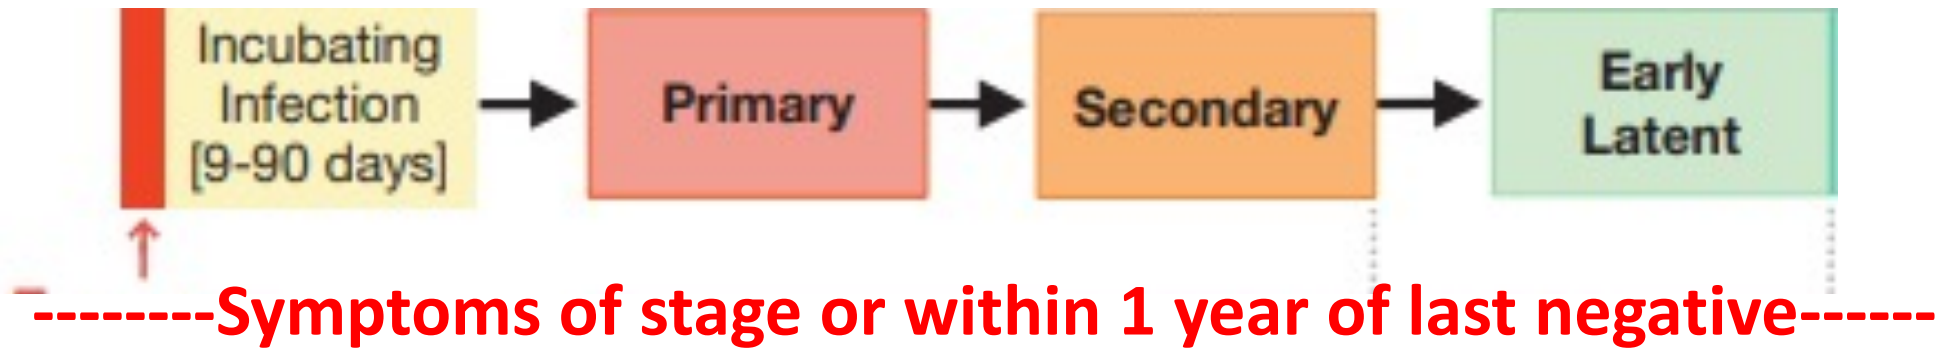 Incubating
Infection
[9-90 days]
Primary
Secondary
Early
Latent
--------Symptoms of stage or within 1 year of last negative------